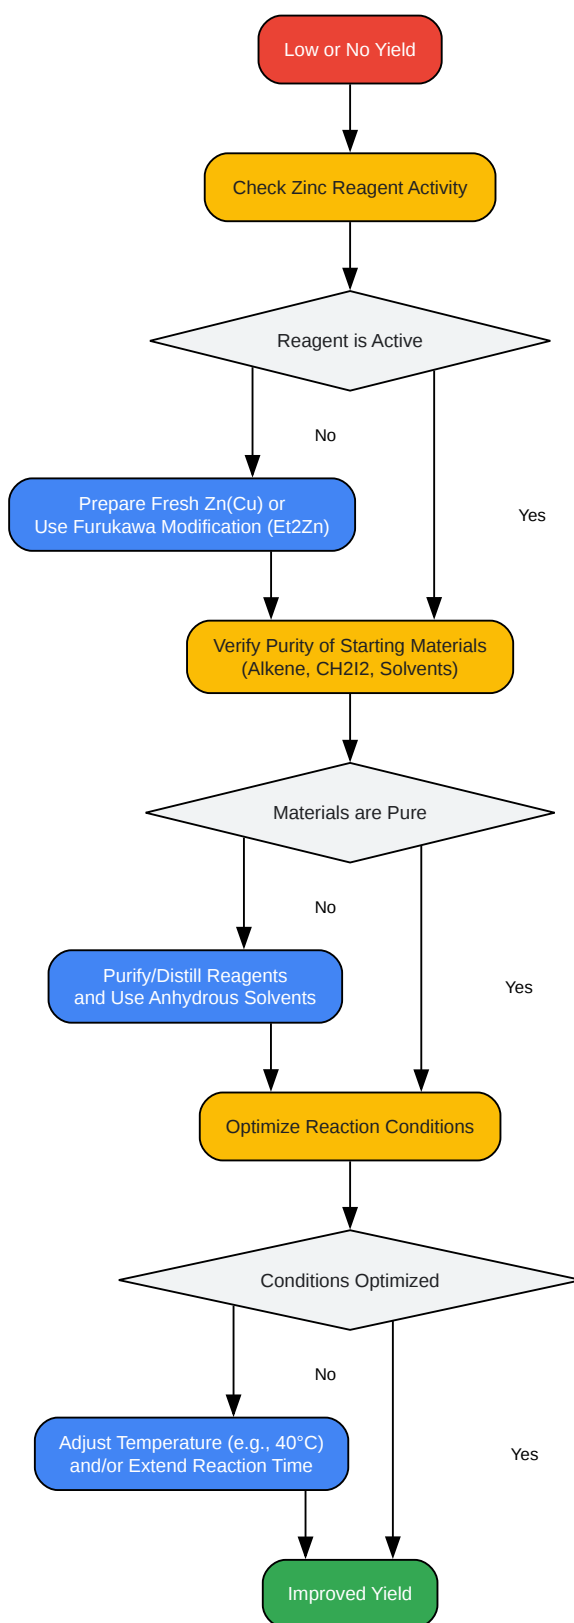 Low or No Yield
Check Zinc Reagent Activity
Reagent is Active
No
Prepare Fresh Zn(Cu) or
Use Furukawa Modification (Et2Zn)
Yes
Verify Purity of Starting Materials
(Alkene, CH2I2, Solvents)
Materials are Pure
No
Purify/Distill Reagents
and Use Anhydrous Solvents
Yes
Optimize Reaction Conditions
Conditions Optimized
No
Adjust Temperature (e.g., 40°C)
and/or Extend Reaction Time
Yes
Improved Yield